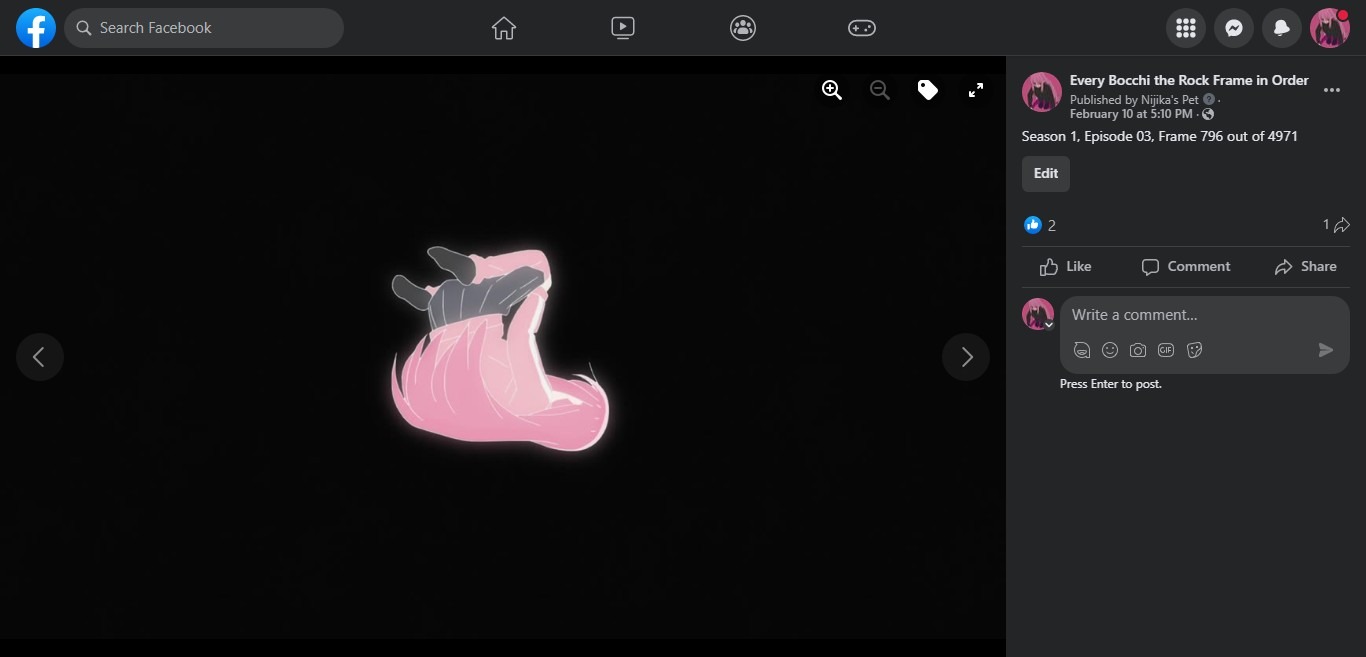 Search Facebook
Every Bocchi the Rock Frame in Order
Published by Nijika's Pet ? ·
February 10 at 5:10 PM ·
Season 1, Episode 03, Frame 796 out of 4971
Edit
2
1
Like Comment Share
Write a comment...
GIF
Press Enter to post.